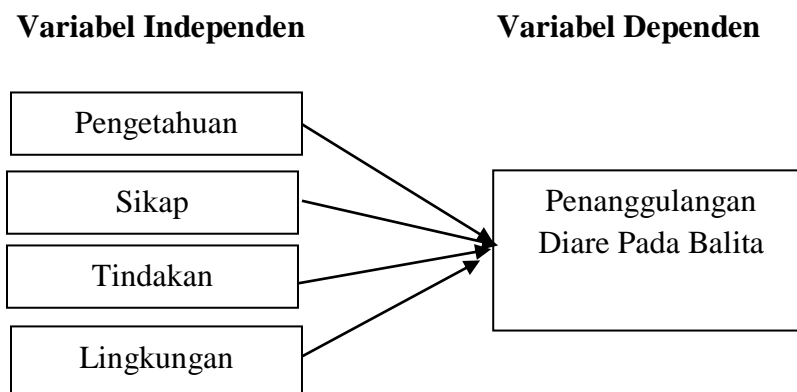 Variabel Independen
Variabel Dependen
Pengetahuan
Sikap
Tindakan
Lingkungan
Penanggulangan
Diare Pada Balita